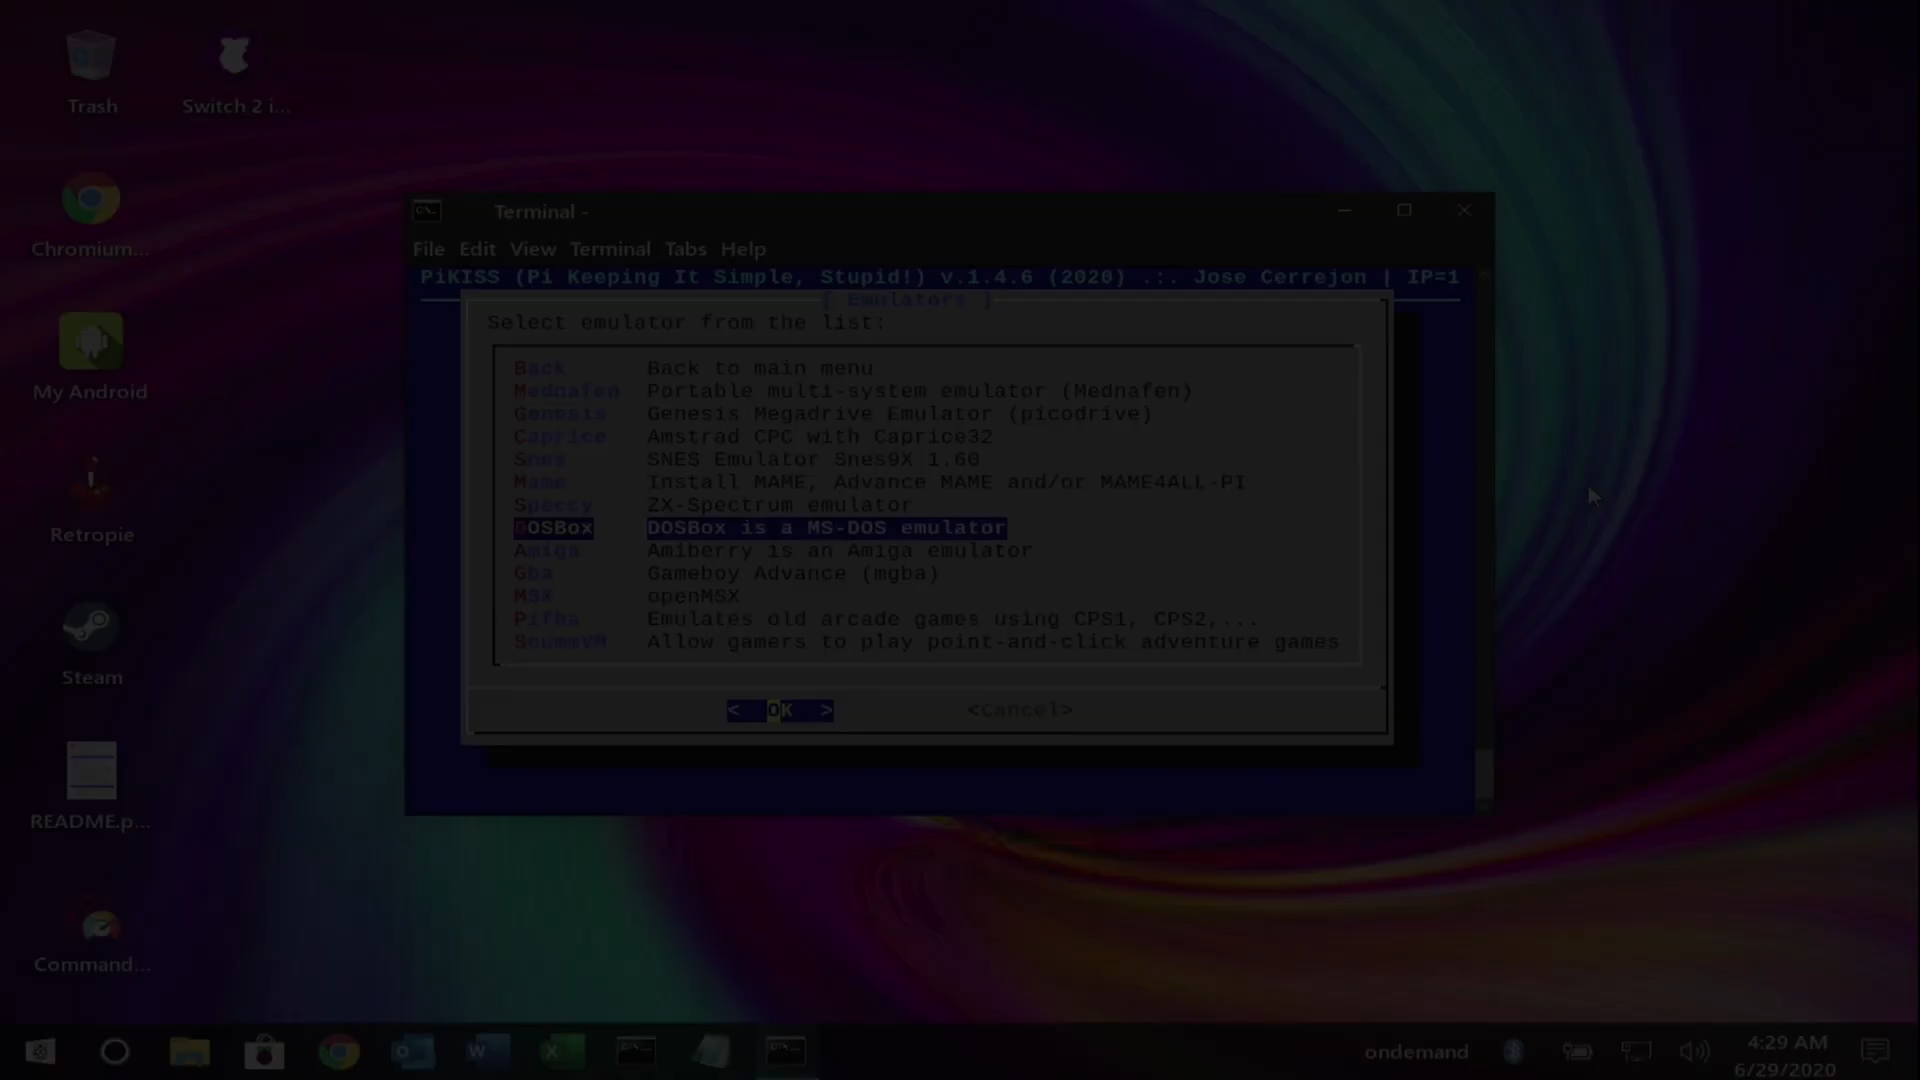 Trash
Switch 2 i...
Chromium...
My Android
Retropie
Steam
README.p...
Command...
Terminal -
File Edit View Terminal Tabs Help
PiKISS (Pi Keeping It Simple, Stupid!) v.1.4.6 (2020) .:. Jose Cerrejon | IP=1
[ Emulators ]
Select emulator from the list:
Back Back to main menu
Mednafen Portable multi-system emulator (Mednafen)
Genesis Genesis Megadrive Emulator (picodrive)
Caprice Amstrad CPC with Caprice32
Snes SNES Emulator Snes9X 1.60
Mame Install MAME, Advance MAME and/or MAME4ALL-PI
Speccy ZX-Spectrum emulator
DOSBox DOSBox is a MS-DOS emulator
Amiga Amiberry is an Amiga emulator
Gba Gameboy Advance (mgba)
MSX openMSX
Pifba Emulates old arcade games using CPS1, CPS2,...
ScummVM Allow gamers to play point-and-click adventure games
< OK > <Cancel>
ondemand
4:29 AM
6/29/2020